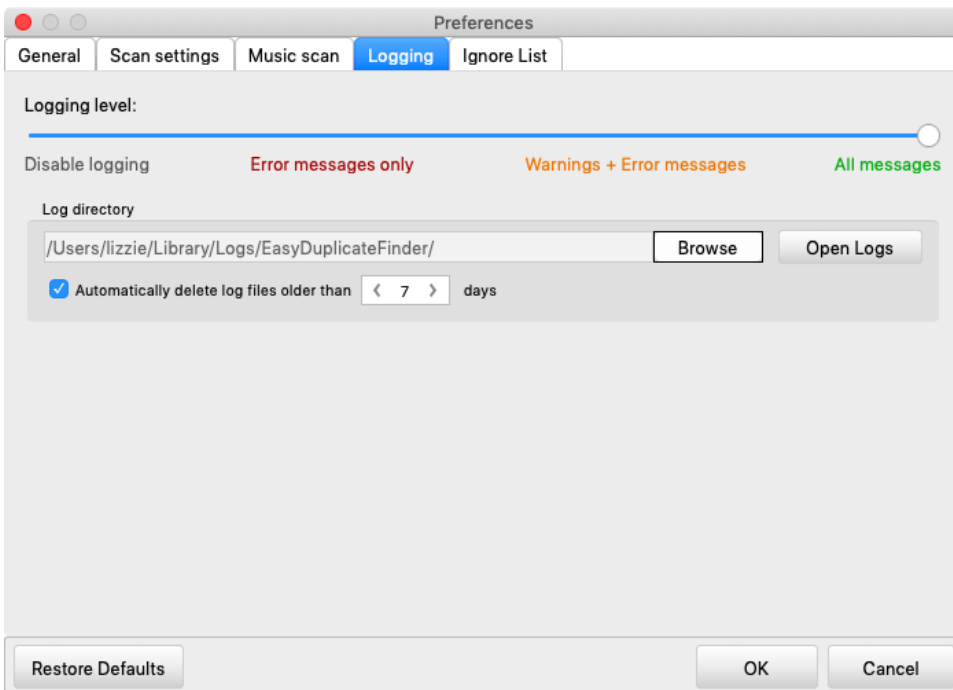 Preferences
General Scan settings Music scan Logging Ignore List
Logging level:
Disable logging Error messages only Warnings + Error messages All messages
Log directory
/Users/lizzie/Library/Logs/EasyDuplicateFinder/ Browse Open Logs
Automatically delete log files older than 7 days
Restore Defaults OK Cancel